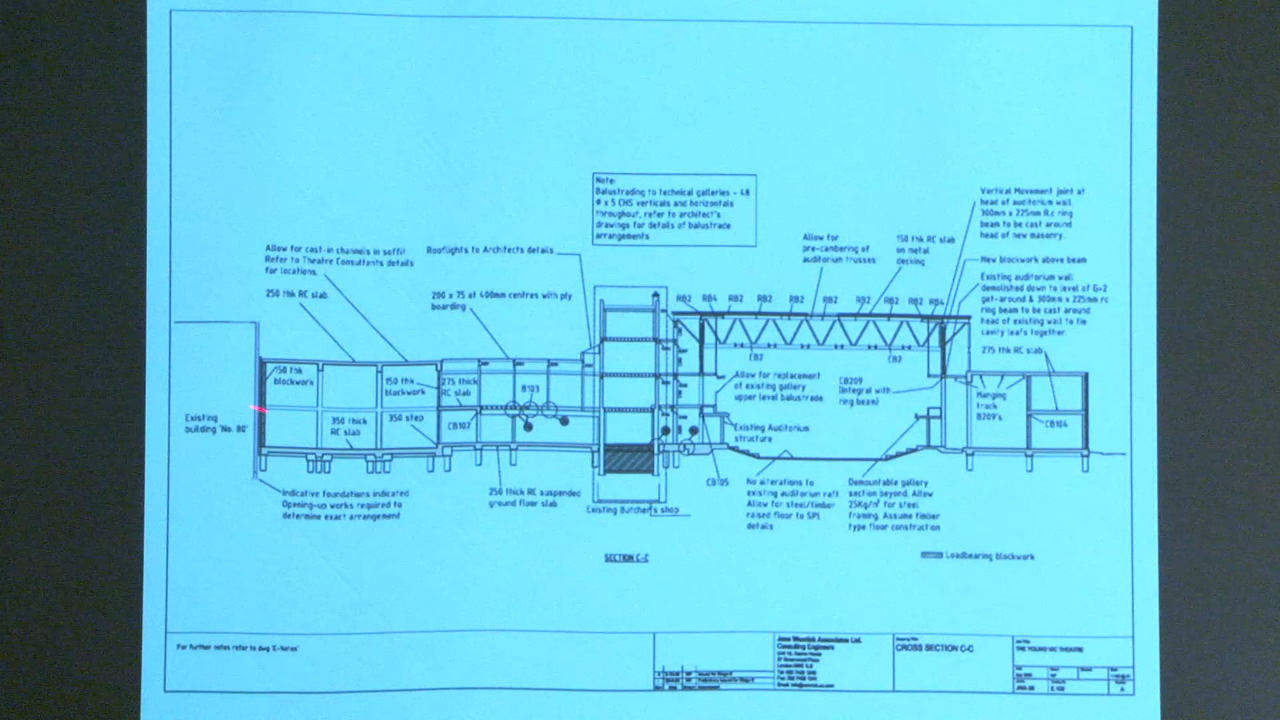 Note:
Balustrading to technical galleries - 48
Φ x 5 CHS verticals and horizontals
throughout, refer to architect's
drawings for details of balustrade
arrangements
Vertical Movement joint at
head of auditorium wall.
300mm x 225mm R.c ring
beam to be cast around
head of new masonry.
Allow for cast-in channels in soffit
Refer to Theatre Consultants details
for locations.
Rooflights to Architects details
Allow for
pre-cambering of
auditorium trusses
150 thk RC slab
on metal
decking
New blockwork above beam
Existing auditorium wall
demolished down to level of G+2
get-around & 300mm x 225mm rc
ring beam to be cast around
head of existing wall to tie
cavity leafs together.
250 thk RC slab
200 x 75 at 400mm centres with ply
boarding
RB2 RB4 RB2 RB2 RB2 RB2 RB2 RB2 RB2 RB4
275 thk RC slab
CB7
CB2
150 thk
blockwork
150 thk
blockwork
275 thick
RC slab
B103
Allow for replacement
of existing gallery
upper level balustrade
CB209
(Integral with
ring beam)
Hanging
track
B209's
Existing
building 'No. 80'
350 thick
RC slab
350 step
CB102
Existing Auditorium
structure
CB104
Indicative foundations indicated
Opening-up works required to
determine exact arrangement
250 thick RC suspended
ground floor slab
Existing Butcher's shop
CB105
No alterations to
existing auditorium raft
Allow for steel/timber
raised floor to SPL
details
Demountable gallery
section beyond. Allow
25Kg/m² for steel
framing. Assume timber
type floor construction
SECTION C-C
Loadbearing blockwork
For further notes refer to dwg 'E-Notes'
Jane Wernick Associates Ltd.
Consulting Engineers
CROSS SECTION C-C
THE YOUNG VIC THEATRE